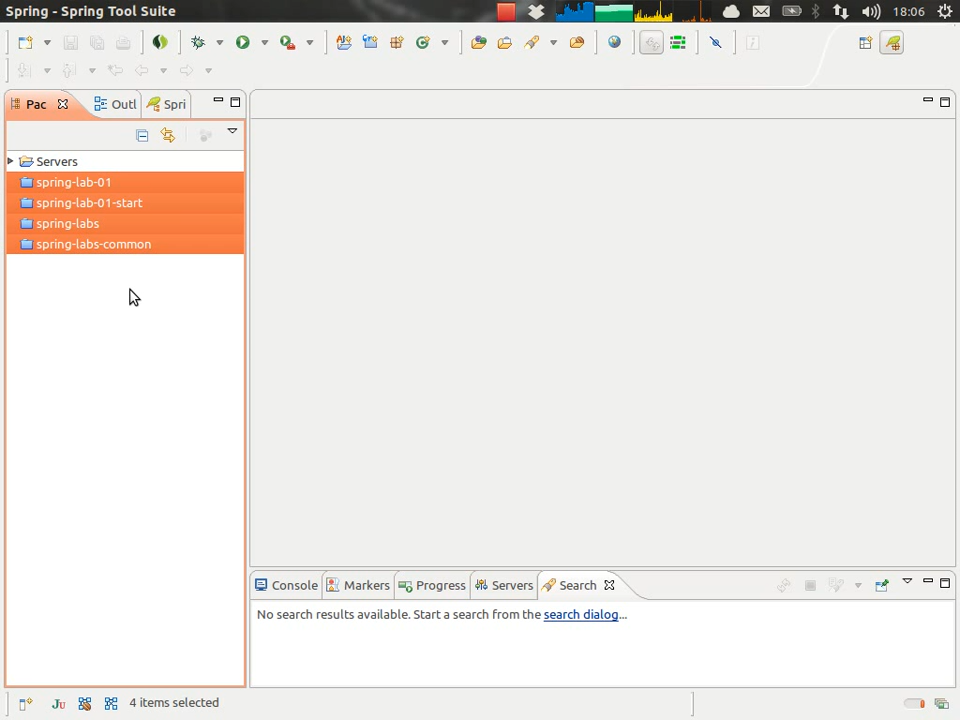 Spring - Spring Tool Suite
18:06
Pac
Outl
Spri
Servers
spring-lab-01
spring-lab-01-start
spring-labs
spring-labs-common
Console
Markers
Progress
Servers
Search
No search results available. Start a search from the search dialog...
JU
4 items selected